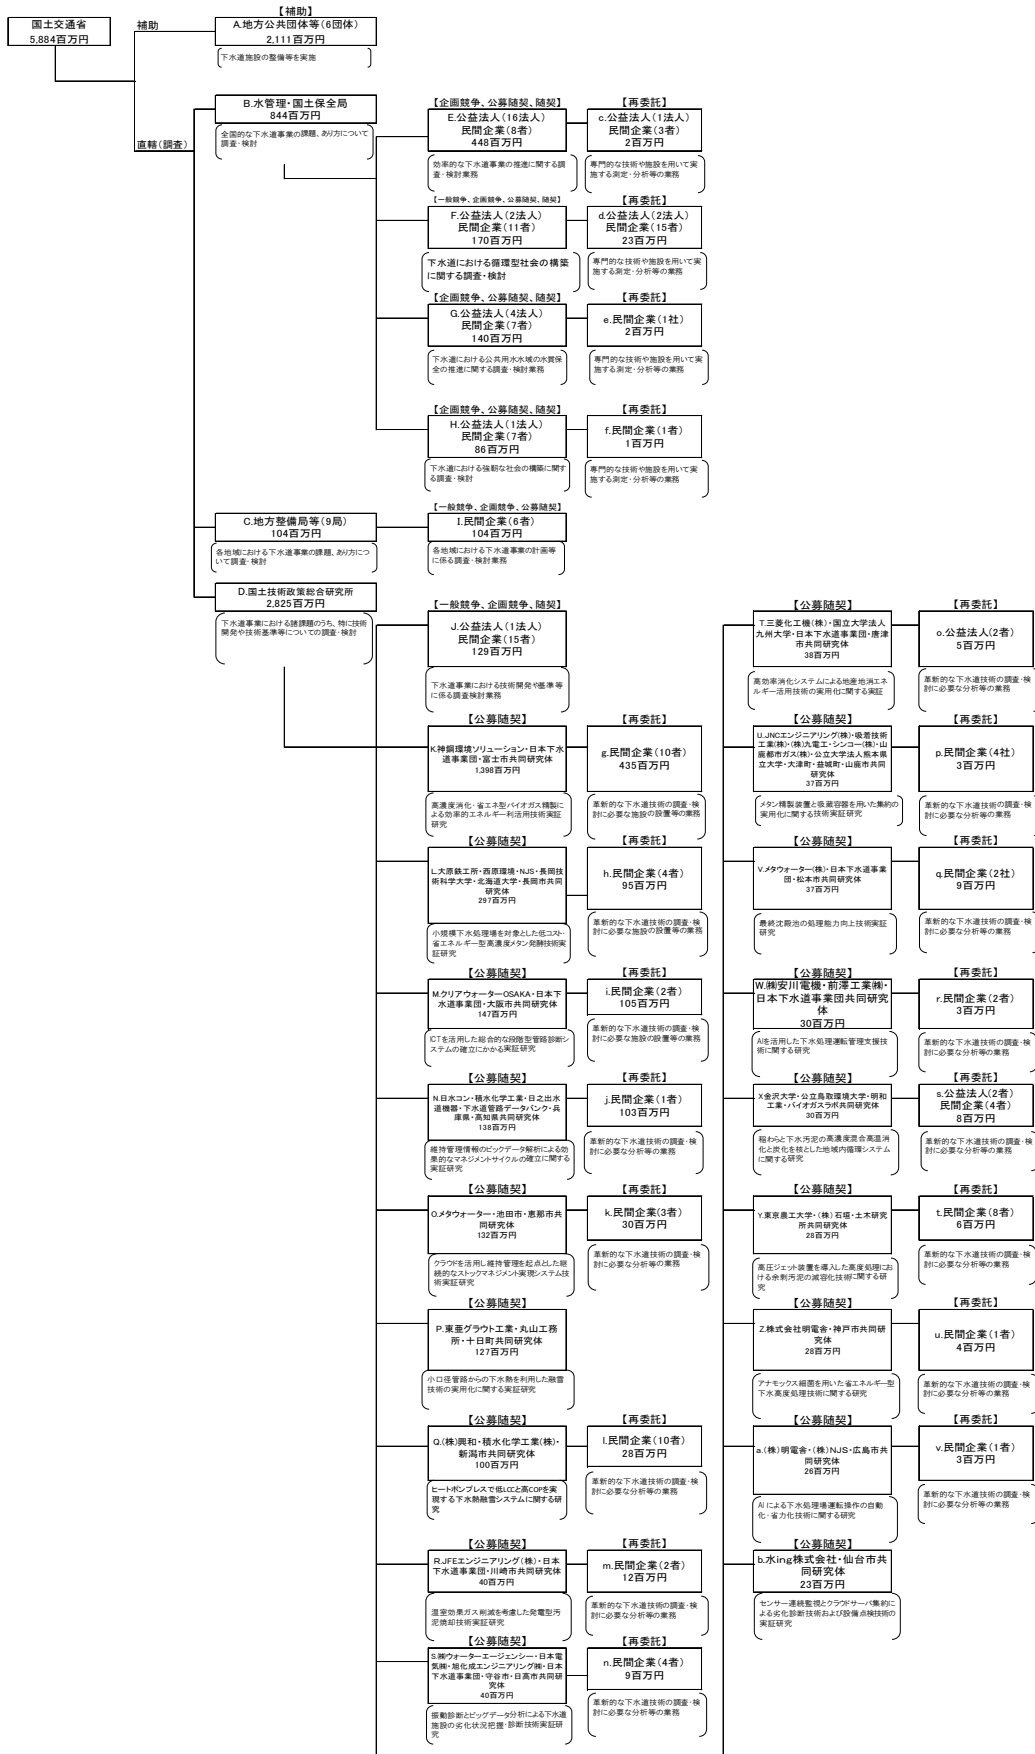 国土交通省
5,884百万円
補助
【補助】
A.地方公共団体等(6団体)
2,111百万円
下水道施設の整備等を実施
直轄(調査)
B.水管理・国土保全局
844百万円
全国的な下水道事業の課題、あり方について
調査・検討
【企画競争、公募随契、随契】
E.公益法人(16法人)
民間企業(8者)
448百万円
効率的な下水道事業の推進に関する調
査・検討業務
【再委託】
c.公益法人(1法人)
民間企業(3者)
2百万円
専門的な技術や施設を用いて実
施する測定・分析等の業務
【一般競争、企画競争、公募随契、随契】
F.公益法人(2法人)
民間企業(11者)
170百万円
下水道における循環型社会の構築
に関する調査・検討
【再委託】
d.公益法人(2法人)
民間企業(15者)
23百万円
専門的な技術や施設を用いて実
施する測定・分析等の業務
【企画競争、公募随契、随契】
G.公益法人(4法人)
民間企業(7者)
140百万円
下水道における公共用水水域の水質保
全の推進に関する調査・検討業務
【再委託】
e.民間企業(1社)
2百万円
専門的な技術や施設を用いて実
施する測定・分析等の業務
【企画競争、公募随契、随契】
H.公益法人(1法人)
民間企業(7者)
86百万円
下水道における強靭な社会の構築に関す
る調査・検討
【再委託】
f.民間企業(1者)
1百万円
専門的な技術や施設を用いて実
施する測定・分析等の業務
C.地方整備局等(9局)
104百万円
各地域における下水道事業の課題、あり方につ
いて調査・検討
【一般競争、企画競争、公募随契】
I.民間企業(6者)
104百万円
各地域における下水道事業の計画等
に係る調査・検討業務
D.国土技術政策総合研究所
2,825百万円
下水道事業における諸課題のうち、特に技術
開発や技術基準等についての調査・検討
【一般競争、企画競争、随契】
J.公益法人(1法人)
民間企業(15者)
129百万円
下水道事業における技術開発や基準等
に係る調査検討業務
【公募随契】
K.神鋼環境ソリューション・日本下水
道事業団・富士市共同研究体
1,398百万円
高濃度消化・省エネ型バイオガス精製に
よる効率的エネルギー利活用技術実証
研究
【再委託】
g.民間企業(10者)
435百万円
革新的な下水道技術の調査・検
討に必要な施設の設置等の業務
【公募随契】
L.大原鉄工所・西原環境・NJS・長岡技
術科学大学・北海道大学・長岡市共同
研究体
297百万円
小規模下水処理場を対象とした低コスト・
省エネルギー型高濃度メタン発酵技術実
証研究
【再委託】
h.民間企業(4者)
95百万円
革新的な下水道技術の調査・検
討に必要な施設の設置等の業務
【公募随契】
M.クリアウォーターOSAKA・日本下
水道事業団・大阪市共同研究体
147百万円
ICTを活用した総合的な段階型管路診断シ
ステムの確立にかかる実証研究
【再委託】
i.民間企業(2者)
105百万円
革新的な下水道技術の調査・検
討に必要な施設の設置等の業務
【公募随契】
N.日水コン・積水化学工業・日之出水
道機器・下水道管路データバンク・兵
庫県・高知県共同研究体
138百万円
維持管理情報のビックデータ解析による効
果的なマネジメントサイクルの確立に関する
実証研究
【再委託】
j.民間企業(1者)
103百万円
革新的な下水道技術の調査・検
討に必要な分析等の業務
【公募随契】
O.メタウォーター・池田市・恵那市共
同研究体
132百万円
クラウドを活用し維持管理を起点とした継
続的なストックマネジメント実現システム技
術実証研究
【再委託】
k.民間企業(3者)
30百万円
革新的な下水道技術の調査・検
討に必要な分析等の業務
【公募随契】
P.東亜グラウト工業・丸山工務
所・十日町共同研究体
127百万円
小口径管路からの下水熱を利用した融雪
技術の実用化に関する実証研究
【公募随契】
Q.(株)興和・積水化学工業(株)・
新潟市共同研究体
100百万円
ヒートポンプレスで低LCCと高COPを実
現する下水熱融雪システムに関する研
究
【再委託】
l.民間企業(10者)
28百万円
革新的な下水道技術の調査・検
討に必要な分析等の業務
【公募随契】
R.JFEエンジニアリング(株)・日本
下水道事業団・川崎市共同研究体
40百万円
温室効果ガス削減を考慮した発電型汚
泥焼却技術実証研究
【再委託】
m.民間企業(2者)
12百万円
革新的な下水道技術の調査・検
討に必要な分析等の業務
【公募随契】
S.㈱ウォーターエージェンシー・日本電
気㈱・旭化成エンジニアリング㈱・日本
下水道事業団・守谷市・日高市共同研究
体
40百万円
振動診断とビッグデータ分析による下水道
施設の劣化状況把握・診断技術実証研
究
【再委託】
n.民間企業(4者)
9百万円
革新的な下水道技術の調査・検
討に必要な分析等の業務
【公募随契】
T.三菱化工機(株)・国立大学法人
九州大学・日本下水道事業団・唐津
市共同研究体
38百万円
高効率消化システムによる地産地消エネ
ルギー活用技術の実用化に関する実証
【再委託】
o.公益法人(2者)
5百万円
革新的な下水道技術の調査・検
討に必要な分析等の業務
【公募随契】
U.JNCエンジニアリング(株)・吸着技術
工業(株)・(株)九電工・シンコー(株)・山
鹿都市ガス(株)・公立大学法人熊本県
立大学・大津町・益城町・山鹿市共同
研究体
37百万円
メタン精製装置と吸蔵容器を用いた集約の
実用化に関する技術実証研究
【再委託】
p.民間企業(4社)
3百万円
革新的な下水道技術の調査・検
討に必要な分析等の業務
【公募随契】
V.メタウォーター(株)・日本下水道事業
団・松本市共同研究体
37百万円
最終沈殿池の処理能力向上技術実証
研究
【再委託】
q.民間企業(2社)
9百万円
革新的な下水道技術の調査・検
討に必要な分析等の業務
【公募随契】
W.㈱安川電機・前澤工業㈱・
日本下水道事業団共同研究
体
30百万円
AIを活用した下水処理運転管理支援技
術に関する研究
【再委託】
r.民間企業(2者)
3百万円
革新的な下水道技術の調査・検
討に必要な分析等の業務
【公募随契】
X.金沢大学・公立鳥取環境大学・明和
工業・バイオガスラボ共同研究体
30百万円
稲わらと下水汚泥の高濃度混合高温消
化と炭化を核とした地域内循環システム
に関する研究
【再委託】
s.公益法人(2者)
民間企業(4者)
8百万円
革新的な下水道技術の調査・検
討に必要な分析等の業務
【公募随契】
Y.東京農工大学・(株)石垣・土木研究
所共同研究体
28百万円
高圧ジェット装置を導入した高度処理にお
ける余剰汚泥の減容化技術に関する研
究
【再委託】
t.民間企業(8者)
6百万円
革新的な下水道技術の調査・検
討に必要な分析等の業務
【公募随契】
Z.株式会社明電舎・神戸市共同研
究体
28百万円
アナモックス細菌を用いた省エネルギー型
下水高度処理技術に関する研究
【再委託】
u.民間企業(1者)
4百万円
革新的な下水道技術の調査・検
討に必要な分析等の業務
【公募随契】
a.(株)明電舎・(株)NJS・広島市共
同研究体
26百万円
AIによる下水処理場運転操作の自動
化・省力化技術に関する研究
【再委託】
v.民間企業(1者)
3百万円
革新的な下水道技術の調査・検
討に必要な分析等の業務
【公募随契】
b.水ing株式会社・仙台市共
同研究体
23百万円
センサー連続監視とクラウドサーバ集約に
よる劣化診断技術および設備点検技術の
実証研究